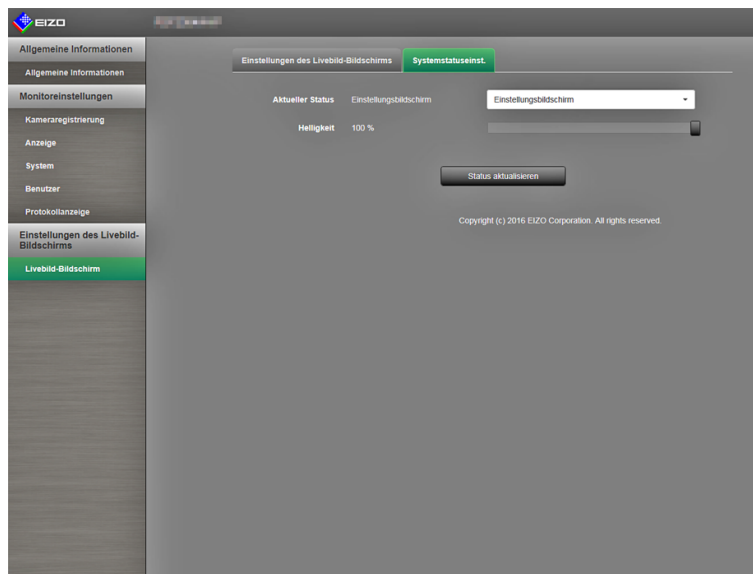 EIZO
Allgemeine Informationen
Allgemeine Informationen
Monitoreinstellungen
Kameraregistrierung
Anzeige
System
Benutzer
Protokollanzeige
Einstellungen des Livebild-
Bildschirms
Livebild-Bildschirm
Einstellungen des Livebild-Bildschirms Systemstatuseinst.
Aktueller Status Einstellungsbildschirm Einstellungsbildschirm
Helligkeit 100 %
Status aktualisieren
Copyright (c) 2016 EIZO Corporation. All rights reserved.